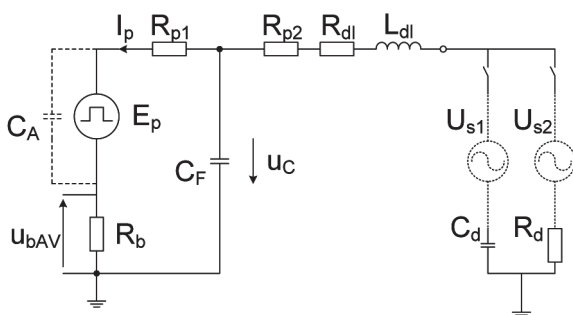 I_p R_p1 R_p2 R_dl L_dl
C_A E_p U_s1 U_s2
C_F u_C
u_bAV R_b C_d R_d